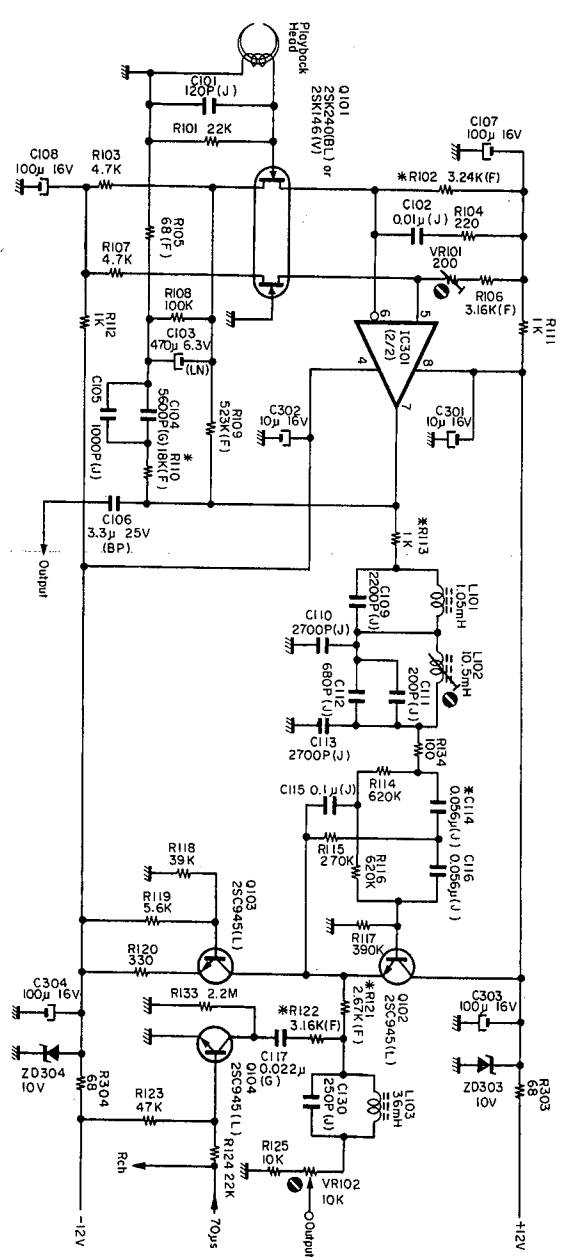 Playback
Head
C101
120P(J)
R101 22K
Q101
2SK240(BL) or
2SK146(V)
C107
100μ 16V
C108
100μ 16V
R103
4.7K
*R102 3.24K(F)
C102
0.01μ(J)
R104
220
R105
68(F)
VR101
200
R107
4.7K
R106
3.16K(F)
R108
100K
R112
1K
C103
470μ 6.3V
(LN)
R111
1K
6
5
IC301
(2/2)
4
8
7
C105
1000P(J)
C104
5600P(G)
*
R110
18K(F)
R109
523K(F)
C302
10μ 16V
C301
10μ 16V
C106
3.3μ 25V
(BP)
Output
*R113
1K
C109
2200P(J)
L101
1.05mH
C110
2700P(J)
L102
10.5mH
C112
680P(J)
C111
200P(J)
C113
2700P(J)
R134
100
R114
620K
*C114
0.056μ(J)
C115 0.1μ(J)
R115
270K
R116
620K
C116
0.056μ(J)
R118
39K
Q103
2SC945(L)
R117
390K
R119
5.6K
R120
330
Q102
2SC945(L)
C304
100μ 16V
R133 2.2M
*R122
3.16K(F)
*R121
2.67K(F)
C303
100μ 16V
ZD304
10V
C117
0.022μ
(G)
Q104
2SC945(L)
C130
250P(J)
L103
36mH
ZD303
10V
R304
68
R303
68
R123
47K
R124 22K
R125
10K
VR102
10K
Rch
70μs
Output
-12V
+12V